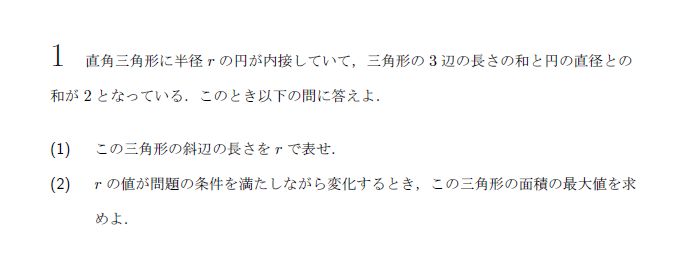 1 直角三角形に半径 r の円が内接していて，三角形の 3 辺の長さの和と円の直径との
和が 2 となっている．このとき以下の問に答えよ．
(1) この三角形の斜辺の長さを r で表せ．
(2) r の値が問題の条件を満たしながら変化するとき，この三角形の面積の最大値を求
めよ．